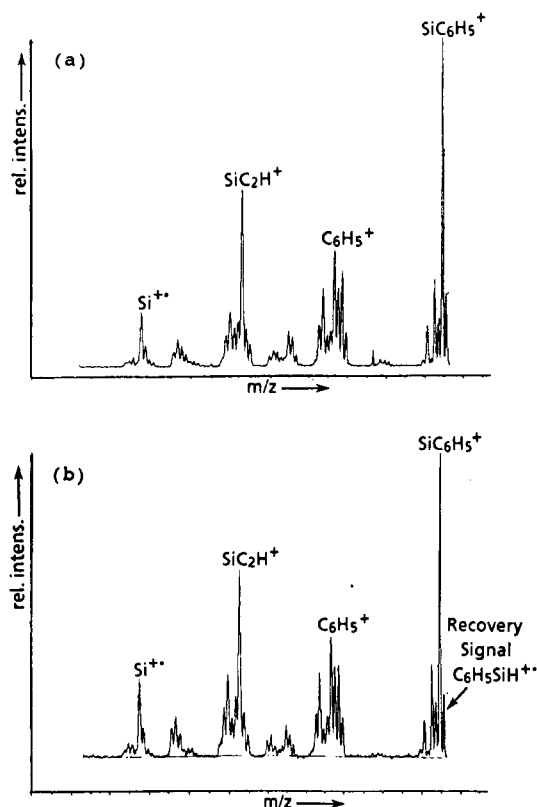 (a)
SiC₆H₅⁺
SiC₂H⁺
C₆H₅⁺
Si⁺•
rel. intens.
m/z
(b)
SiC₆H₅⁺
SiC₂H⁺
C₆H₅⁺
Recovery
Signal
C₆H₅SiH⁺•
Si⁺•
rel. intens.
m/z